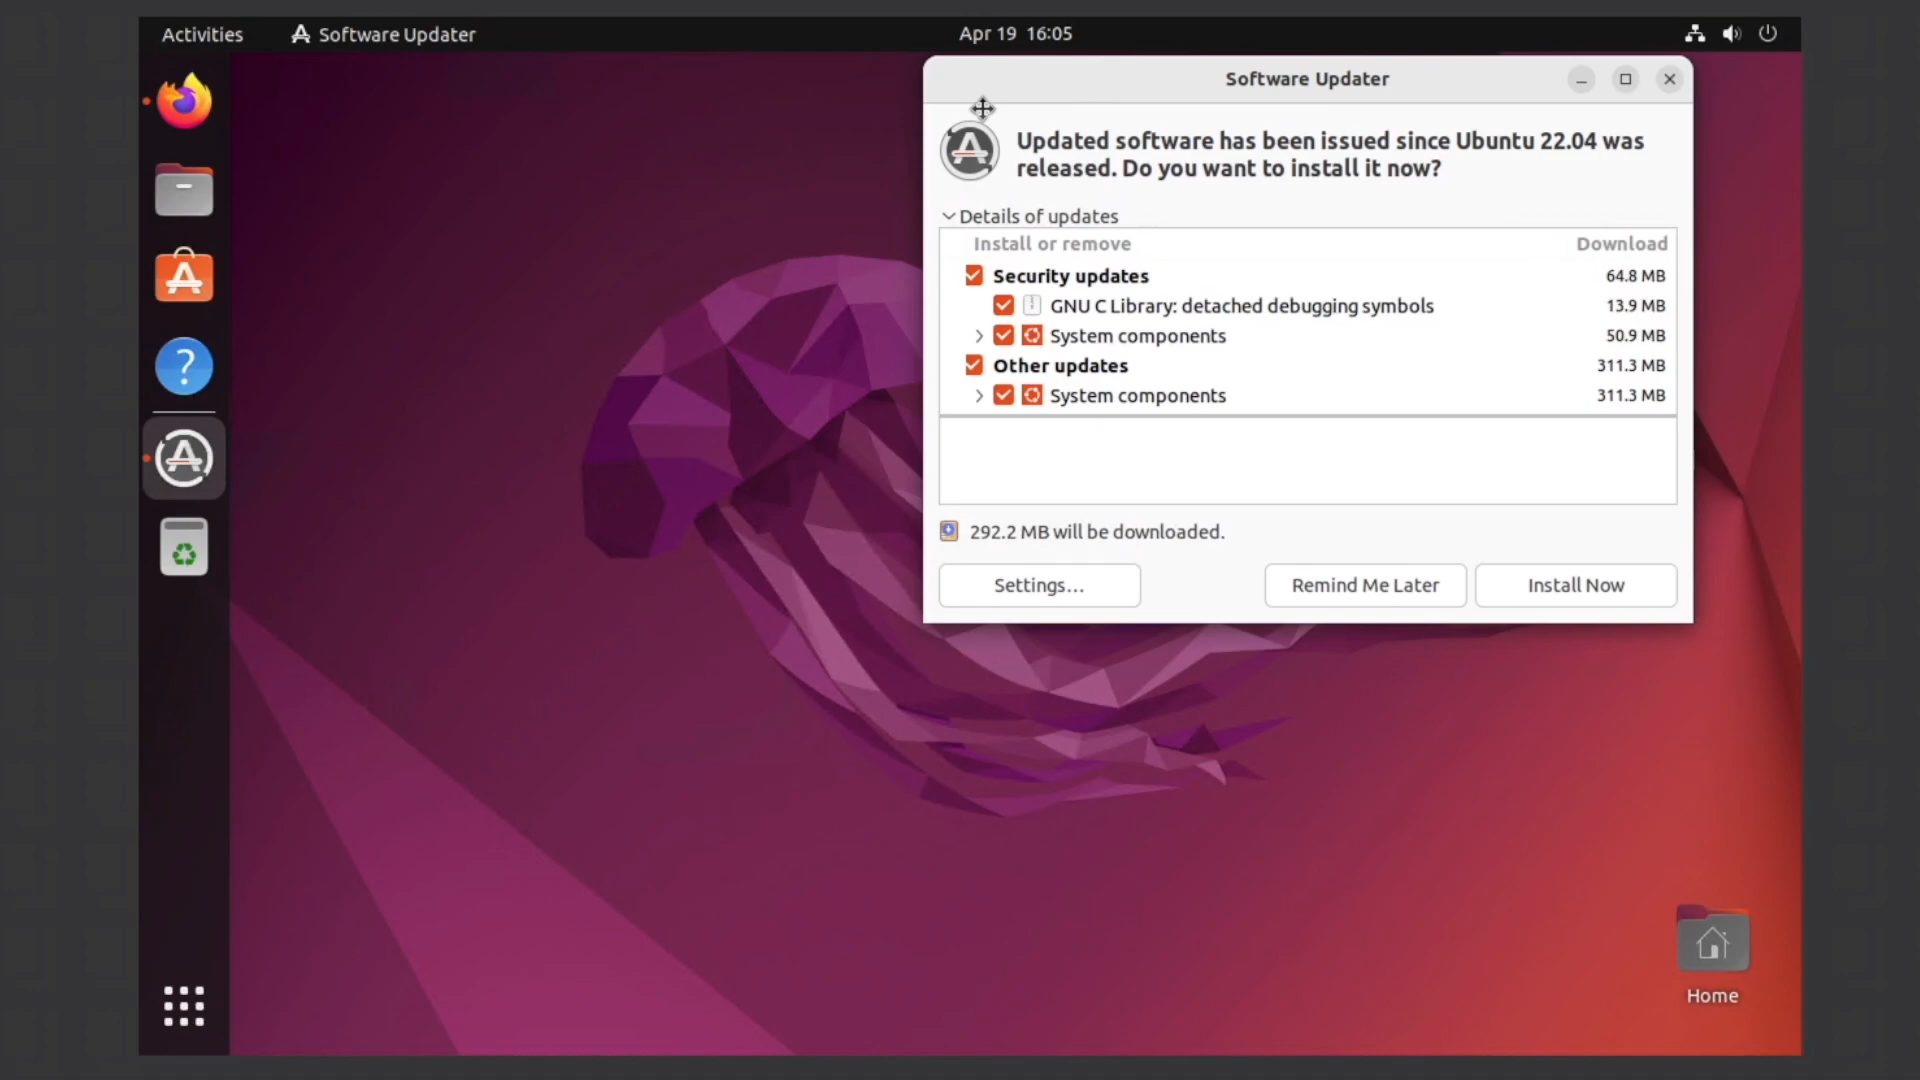 Activities
Software Updater
Apr 19 16:05
Software Updater
Updated software has been issued since Ubuntu 22.04 was
released. Do you want to install it now?
Details of updates
Install or remove Download
Security updates 64.8 MB
GNU C Library: detached debugging symbols 13.9 MB
System components 50.9 MB
Other updates 311.3 MB
System components 311.3 MB
292.2 MB will be downloaded.
Settings...
Remind Me Later
Install Now
Home